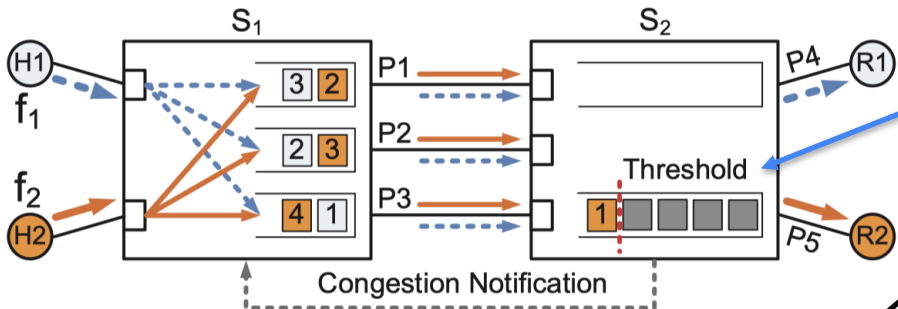 S1 S2
H1 3 2 P1 P4 R1
f1
2 3 P2
f2 Threshold
H2 4 1 P3 1 P5 R2
Congestion Notification